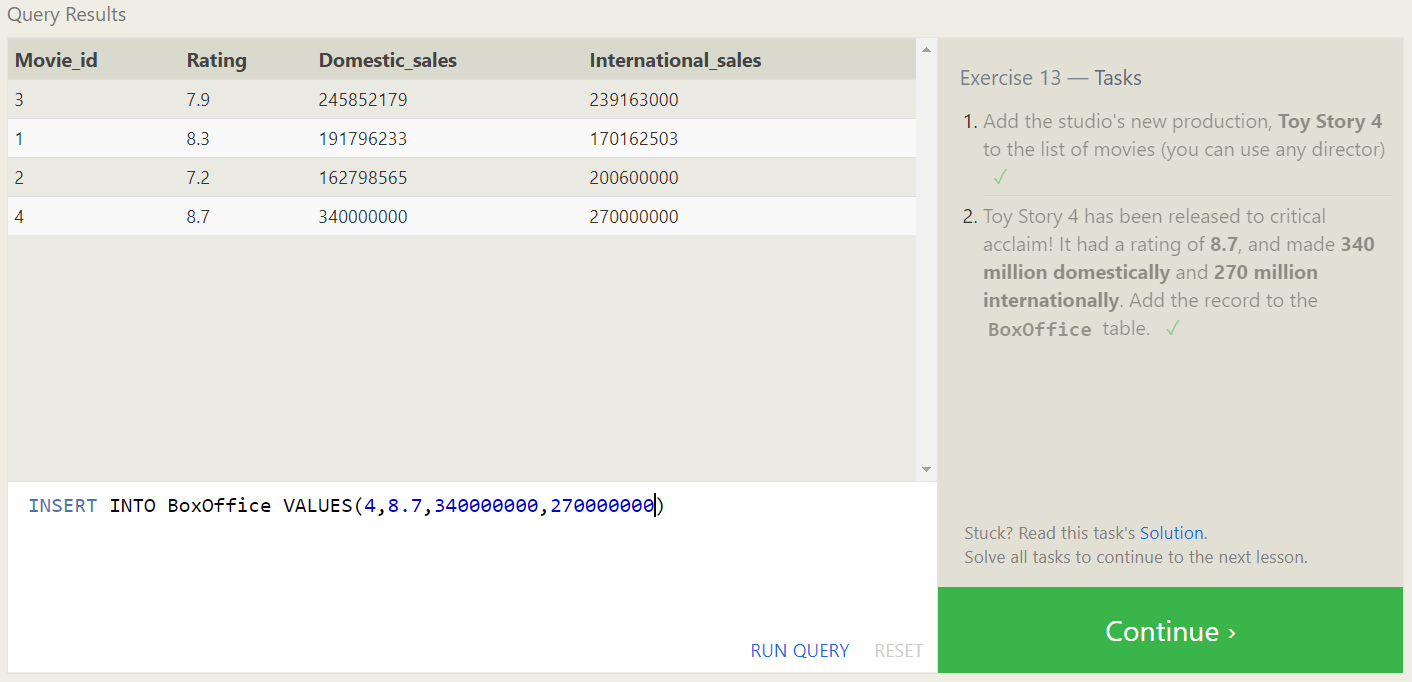 Query Results
Movie_id Rating Domestic_sales International_sales
3 7.9 245852179 239163000
1 8.3 191796233 170162503
2 7.2 162798565 200600000
4 8.7 340000000 270000000
INSERT INTO BoxOffice VALUES(4,8.7,340000000,270000000)
RUN QUERY RESET
Exercise 13 — Tasks
1. Add the studio's new production, Toy Story 4
to the list of movies (you can use any director)
✓
2. Toy Story 4 has been released to critical
acclaim! It had a rating of 8.7, and made 340
million domestically and 270 million
internationally. Add the record to the
BoxOffice table. ✓
Stuck? Read this task's Solution.
Solve all tasks to continue to the next lesson.
Continue ›